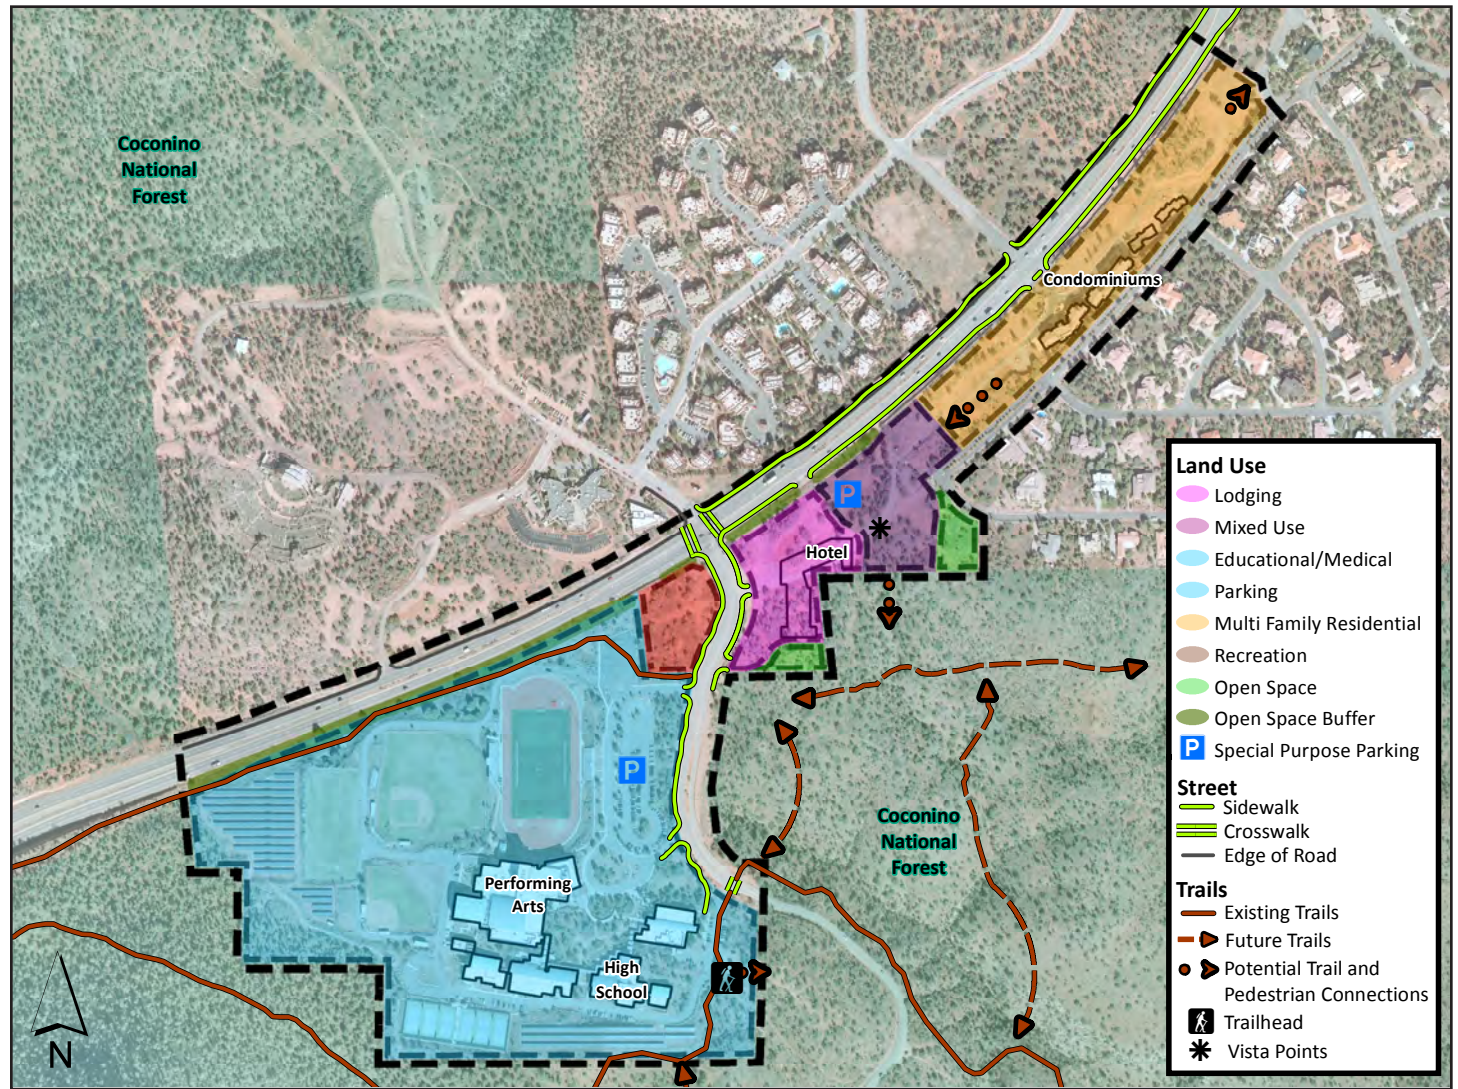 Coconino
National
Forest
Condominiums
P
Hotel
P
Coconino
National
Forest
Performing
Arts
High
School
N
Land Use
Lodging
Mixed Use
Educational/Medical
Parking
Multi Family Residential
Recreation
Open Space
Open Space Buffer
P Special Purpose Parking
Street
Sidewalk
Crosswalk
Edge of Road
Trails
Existing Trails
Future Trails
Potential Trail and
Pedestrian Connections
Trailhead
Vista Points